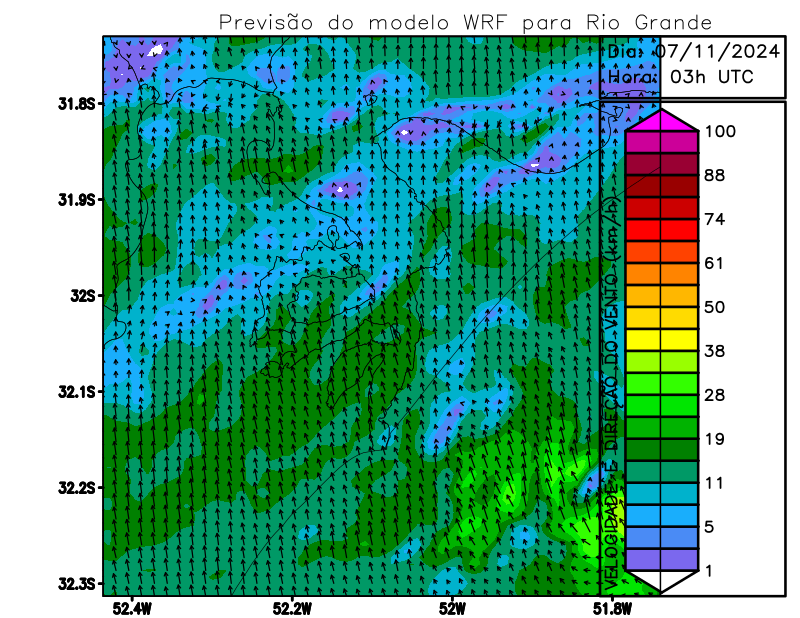 Previsão do modelo WRF para Rio Grande
Dia: 07/11/2024
Hora: 03h UTC
31.8S
31.9S
32S
32.1S
32.2S
32.3S
52.4W
52.2W
52W
51.8W
VELOCIDADE E DIREÇÃO DO VENTO (km/h)
100
88
74
61
50
38
28
19
11
5
1